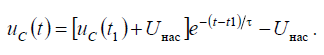 u_C(t) = [u_C(t_1) + U_нас]e^{-(t-t1)/τ} - U_нас.